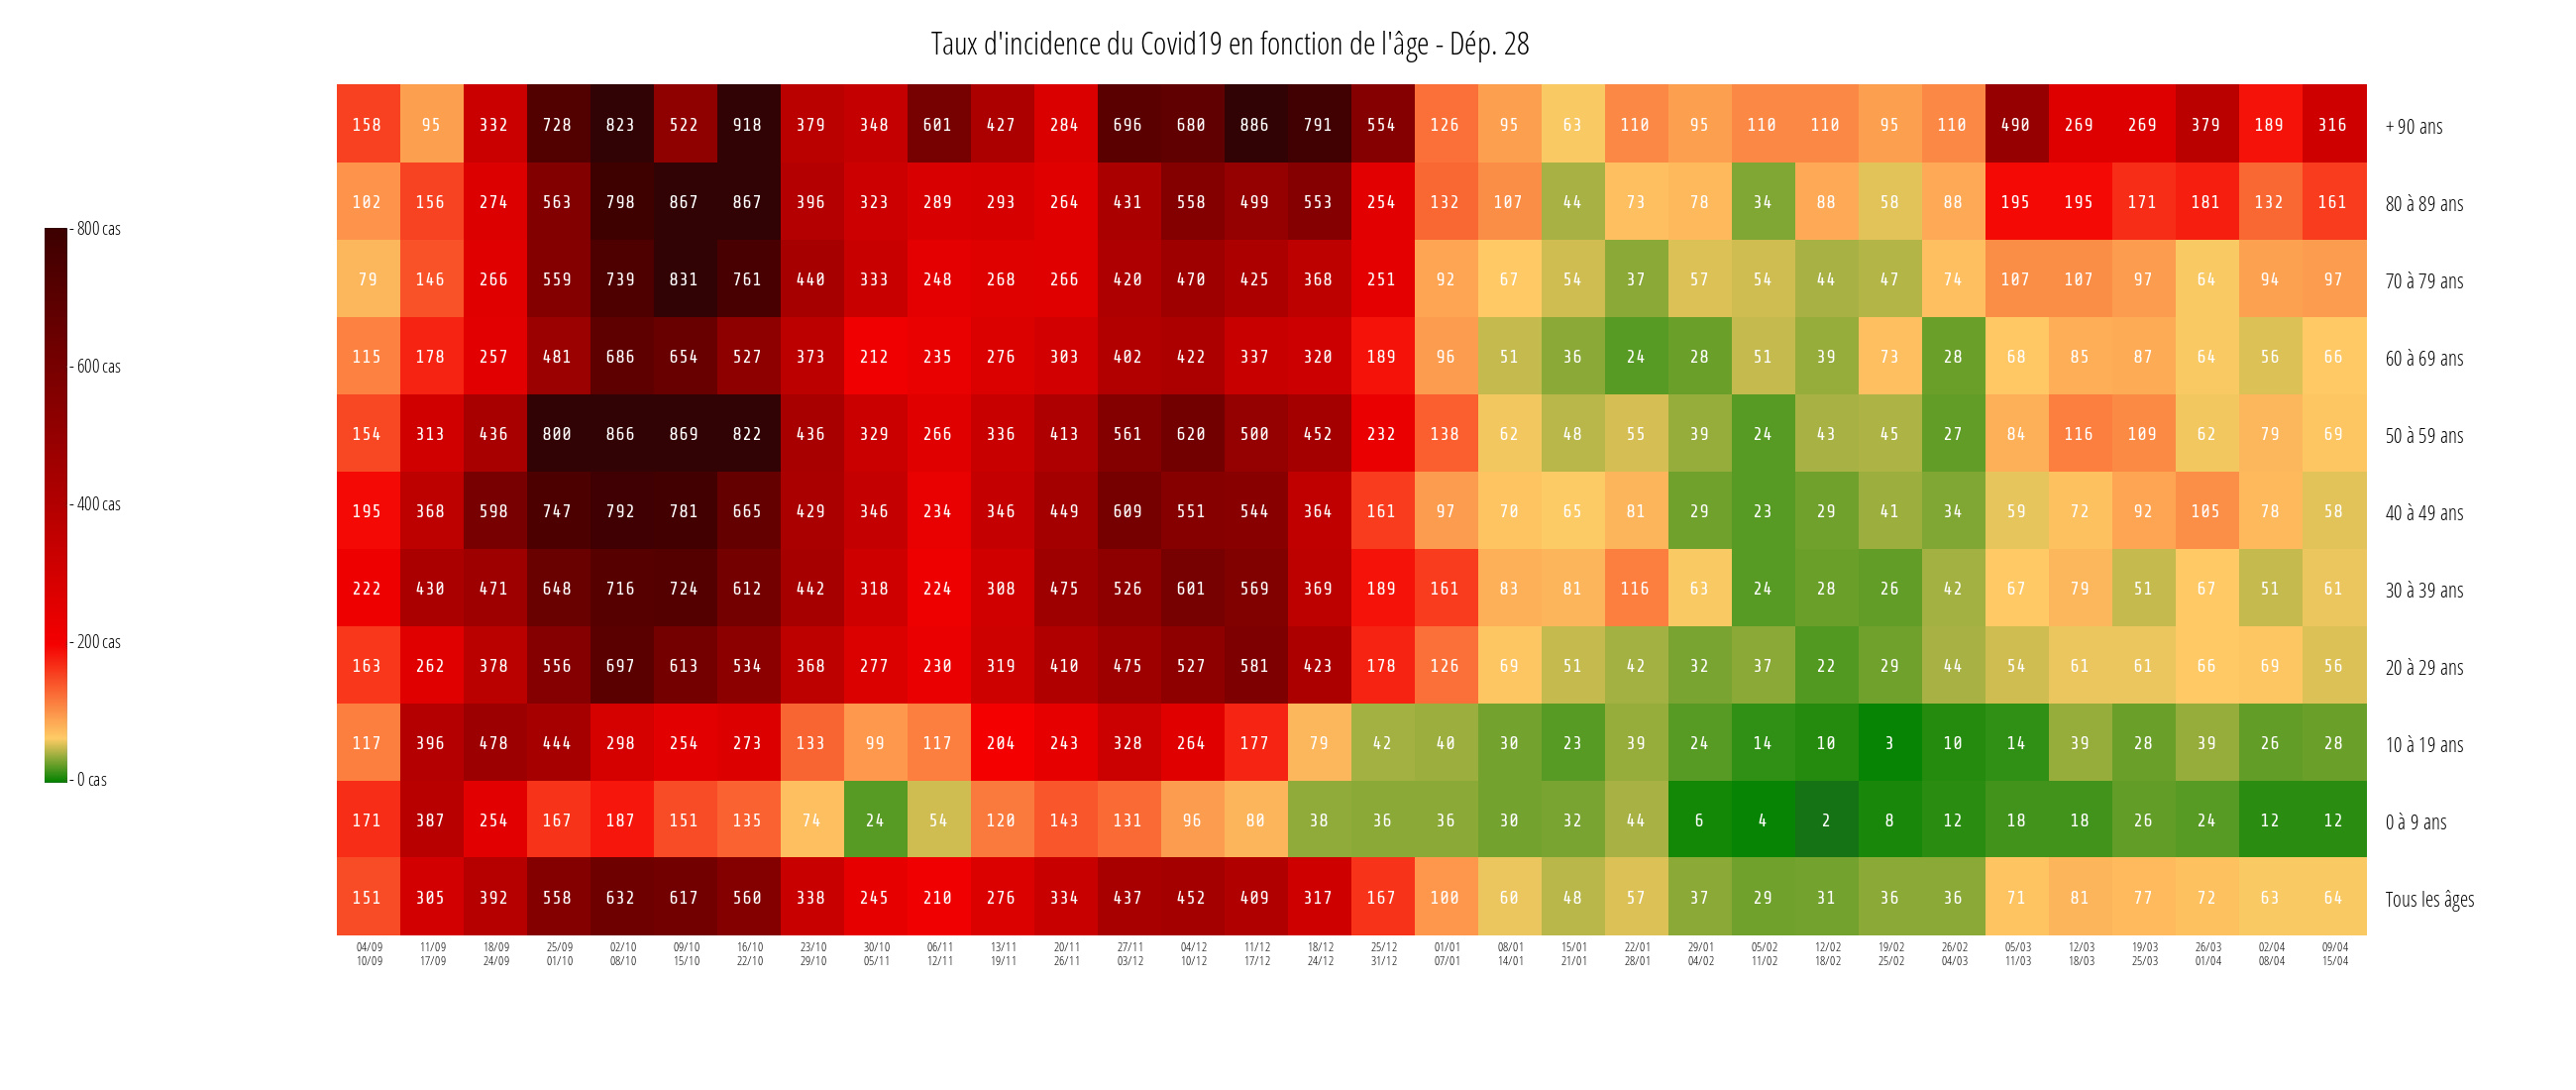 Taux d'incidence du Covid19 en fonction de l'âge - Dép. 28
158 95 332 728 823 522 918 379 348 601 427 284 696 680 886 791 554 126 95 63 110 95 110 110 95 110 490 269 269 379 189 316 + 90 ans
102 156 274 563 798 867 867 396 323 289 293 264 431 558 499 553 254 132 107 44 73 78 34 88 58 88 195 195 171 181 132 161 80 à 89 ans
- 800 cas
79 146 266 559 739 831 761 440 333 248 268 266 420 470 425 368 251 92 67 54 37 57 54 44 47 74 107 107 97 64 94 97 70 à 79 ans
115 178 257 481 686 654 527 373 212 235 276 303 402 422 337 320 189 96 51 36 24 28 51 39 73 28 68 85 87 64 56 66 60 à 69 ans
- 600 cas
154 313 436 800 866 869 822 436 329 266 336 413 561 620 500 452 232 138 62 48 55 39 24 43 45 27 84 116 109 62 79 69 50 à 59 ans
- 400 cas
195 368 598 747 792 781 665 429 346 234 346 449 609 551 544 364 161 97 70 65 81 29 23 29 41 34 59 72 92 105 78 58 40 à 49 ans
222 430 471 648 716 724 612 442 318 224 308 475 526 601 569 369 189 161 83 81 116 63 24 28 26 42 67 79 51 67 51 61 30 à 39 ans
- 200 cas
163 262 378 556 697 613 534 368 277 230 319 410 475 527 581 423 178 126 69 51 42 32 37 22 29 44 54 61 61 66 69 56 20 à 29 ans
117 396 478 444 298 254 273 133 99 117 204 243 328 264 177 79 42 40 30 23 39 24 14 10 3 10 14 39 28 39 26 28 10 à 19 ans
- 0 cas
171 387 254 167 187 151 135 74 24 54 120 143 131 96 80 38 36 36 30 32 44 6 4 2 8 12 18 18 26 24 12 12 0 à 9 ans
151 305 392 558 632 617 560 338 245 210 276 334 437 452 409 317 167 100 60 48 57 37 29 31 36 36 71 81 77 72 63 64 Tous les âges
04/09 11/09 18/09 25/09 02/10 09/10 16/10 23/10 30/10 06/11 13/11 20/11 27/11 04/12 11/12 18/12 25/12 01/01 08/01 15/01 22/01 29/01 05/02 12/02 19/02 26/02 05/03 12/03 19/03 26/03 02/04 09/04
10/09 17/09 24/09 01/10 08/10 15/10 22/10 29/10 05/11 12/11 19/11 26/11 03/12 10/12 17/12 24/12 31/12 07/01 14/01 21/01 28/01 04/02 11/02 18/02 25/02 04/03 11/03 18/03 25/03 01/04 08/04 15/04